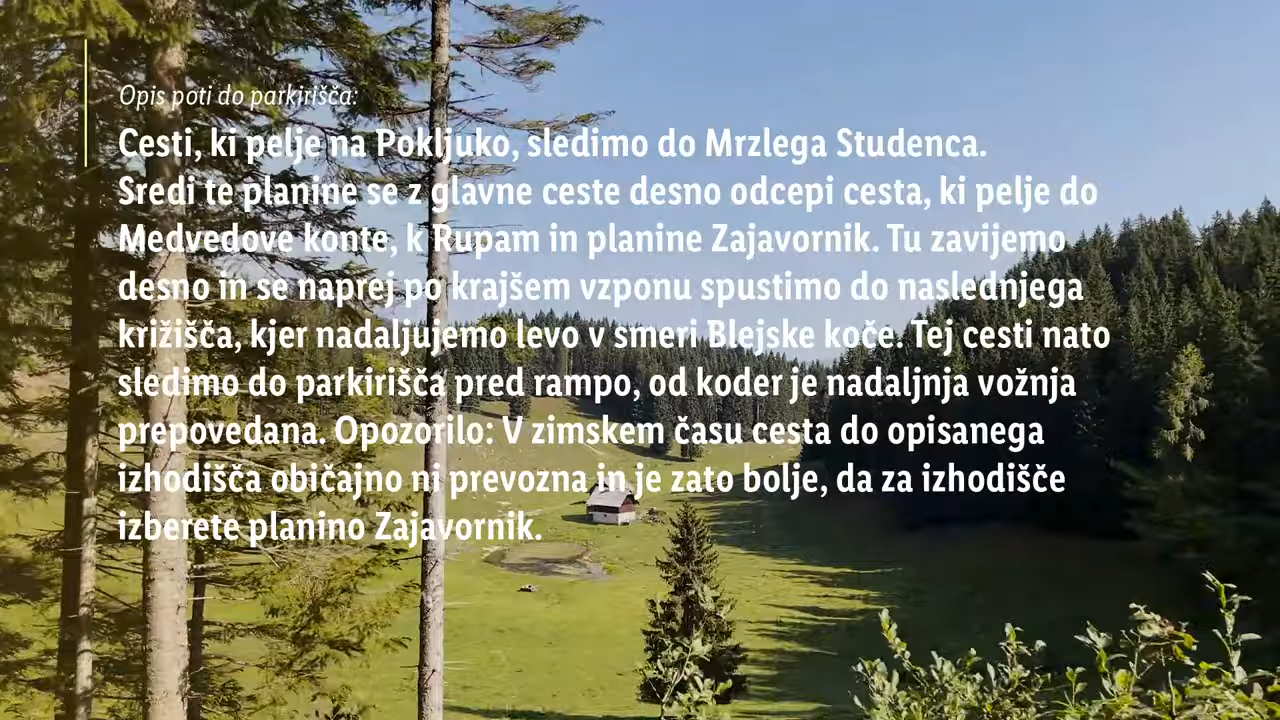 Opis poti do parkirišča:
Cesti, ki pelje na Pokljuko, sledimo do Mrzlega Studenca.
Sredi te planine se z glavne ceste desno odcepi cesta, ki pelje do
Medvedove konte, k Rupam in planine Zajavornik. Tu zavijemo
desno in se naprej po krajšem vzponu spustimo do naslednjega
križišča, kjer nadaljujemo levo v smeri Blejske koče. Tej cesti nato
sledimo do parkirišča pred rampo, od koder je nadaljnja vožnja
prepovedana. Opozorilo: V zimskem času cesta do opisanega
izhodišča običajno ni prevozna in je zato bolje, da za izhodišče
izberete planino Zajavornik.